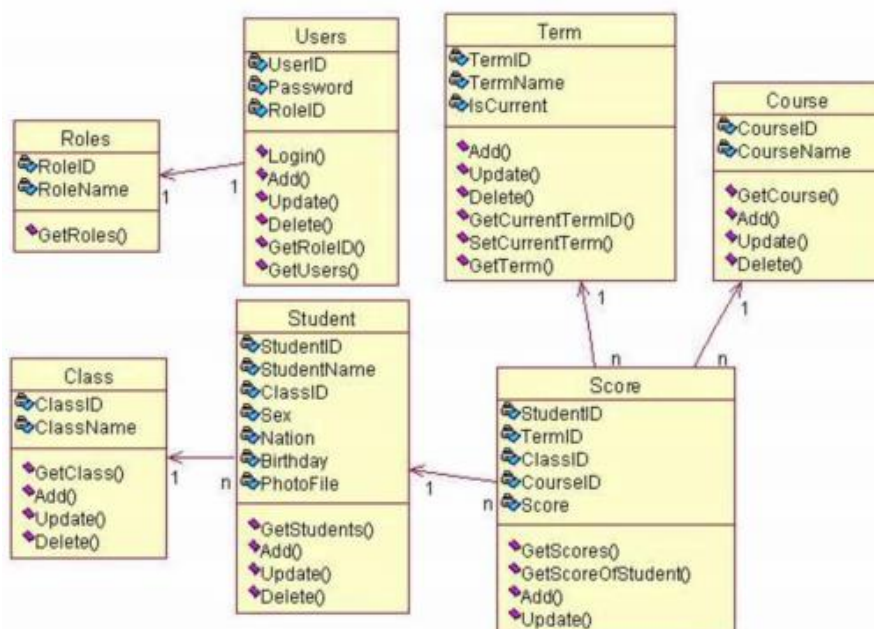 Roles
RoleID
RoleName
GetRoles()
1
1
Users
UserID
Password
RoleID
Login()
Add()
Update()
Delete()
GetRoleID()
GetUsers()
Term
TermID
TermName
IsCurrent
Add()
Update()
Delete()
GetCurrentTermID()
SetCurrentTerm()
GetTerm()
Course
CourseID
CourseName
GetCourse()
Add()
Update()
Delete()
1
1
n
n
Class
ClassID
ClassName
GetClass()
Add()
Update()
Delete()
1
n
Student
StudentID
StudentName
ClassID
Sex
Nation
Birthday
PhotoFile
GetStudents()
Add()
Update()
Delete()
1
n
Score
StudentID
TermID
ClassID
CourseID
Score
GetScores()
GetScoreOfStudent()
Add()
Update()